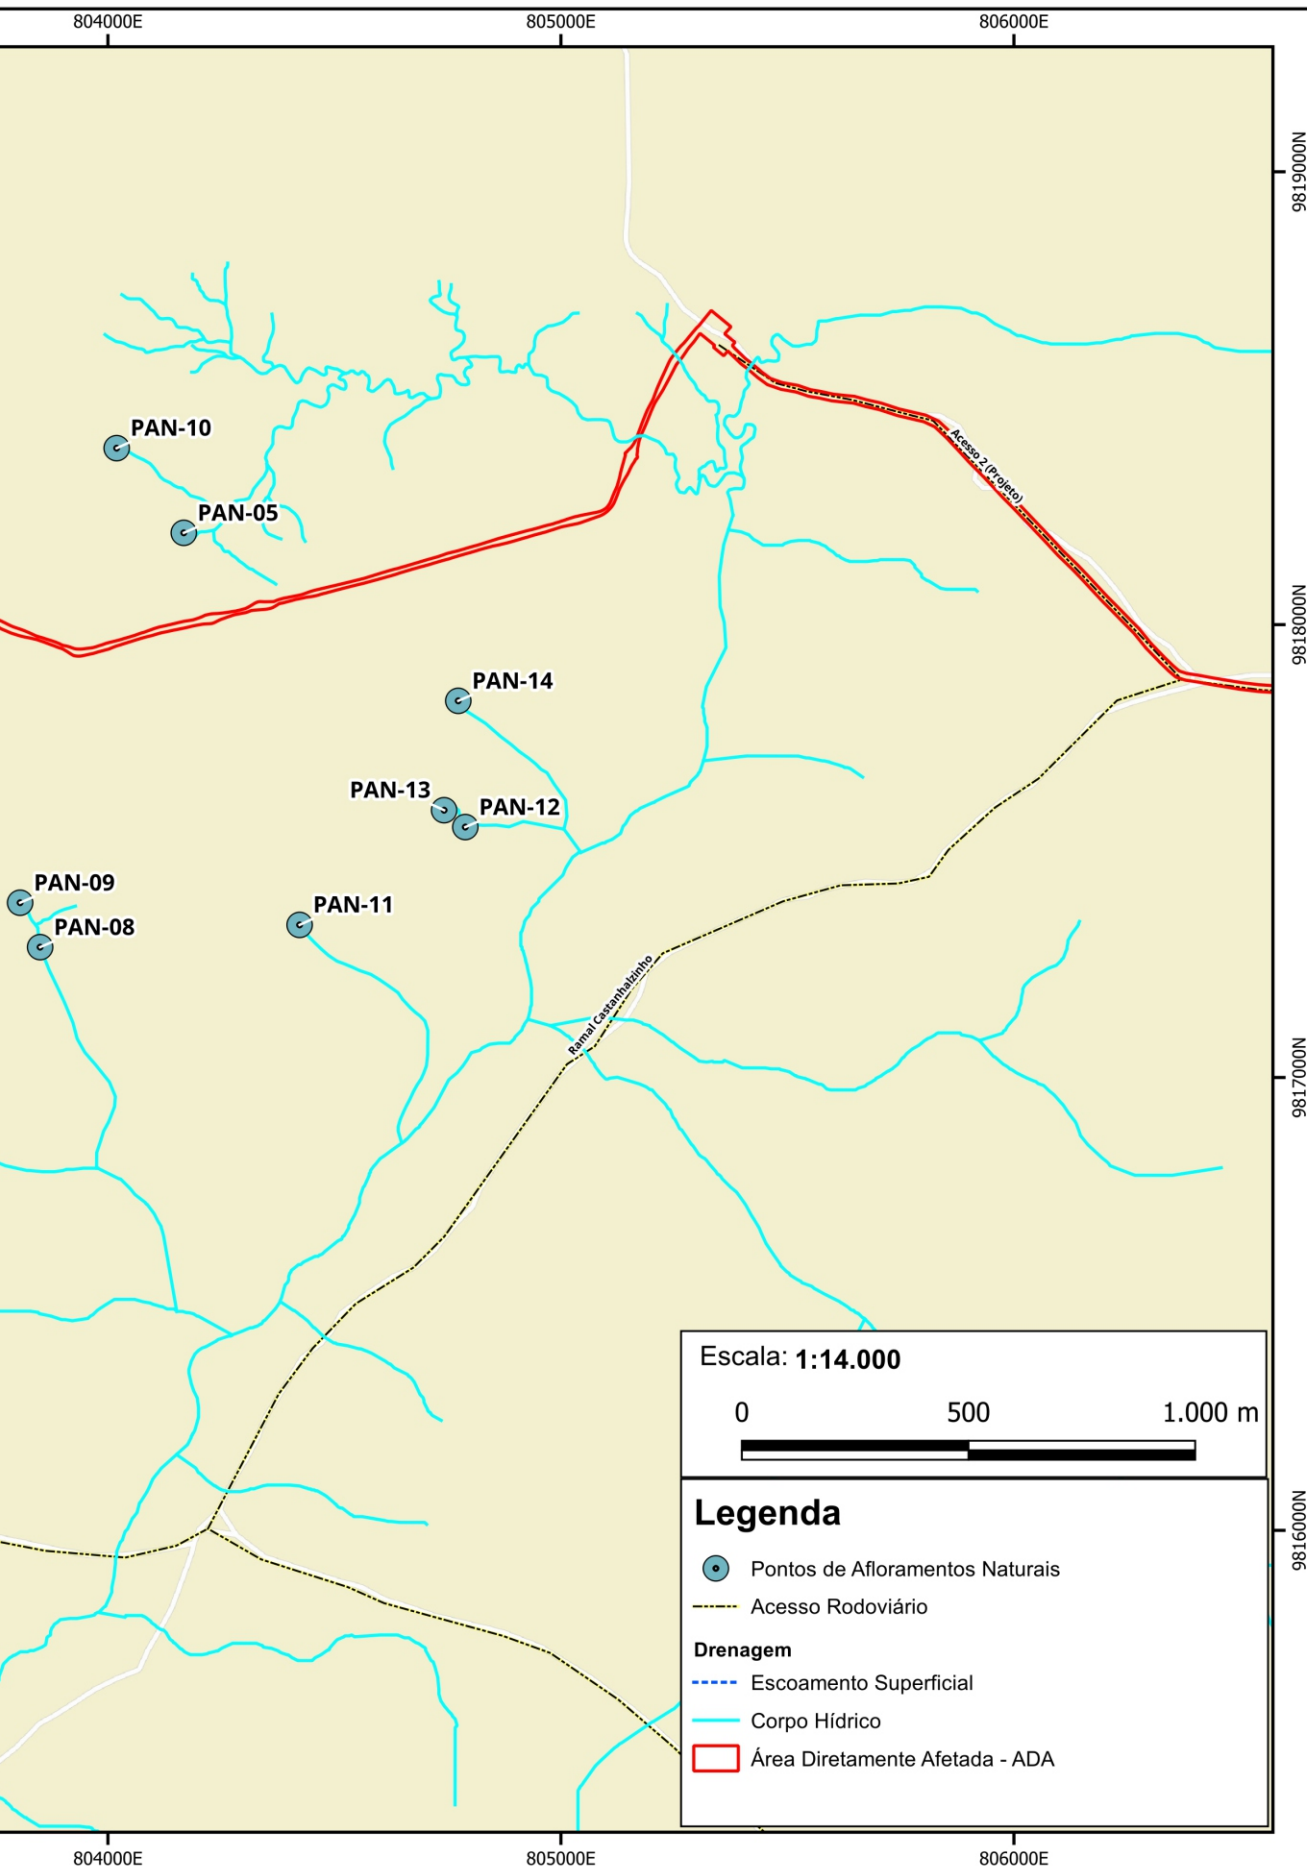 804000E 805000E 806000E
9819000N
PAN-10
Acesso 2 (Projeto)
PAN-05
9818000N
PAN-14
PAN-13
PAN-12
PAN-09
PAN-11
PAN-08
Ramal Castanhalzinho
9817000N
Escala: 1:14.000
0 500 1.000 m
Legenda
9816000N
Pontos de Afloramentos Naturais
Acesso Rodoviário
Drenagem
Escoamento Superficial
Corpo Hídrico
Área Diretamente Afetada - ADA
804000E 805000E 806000E